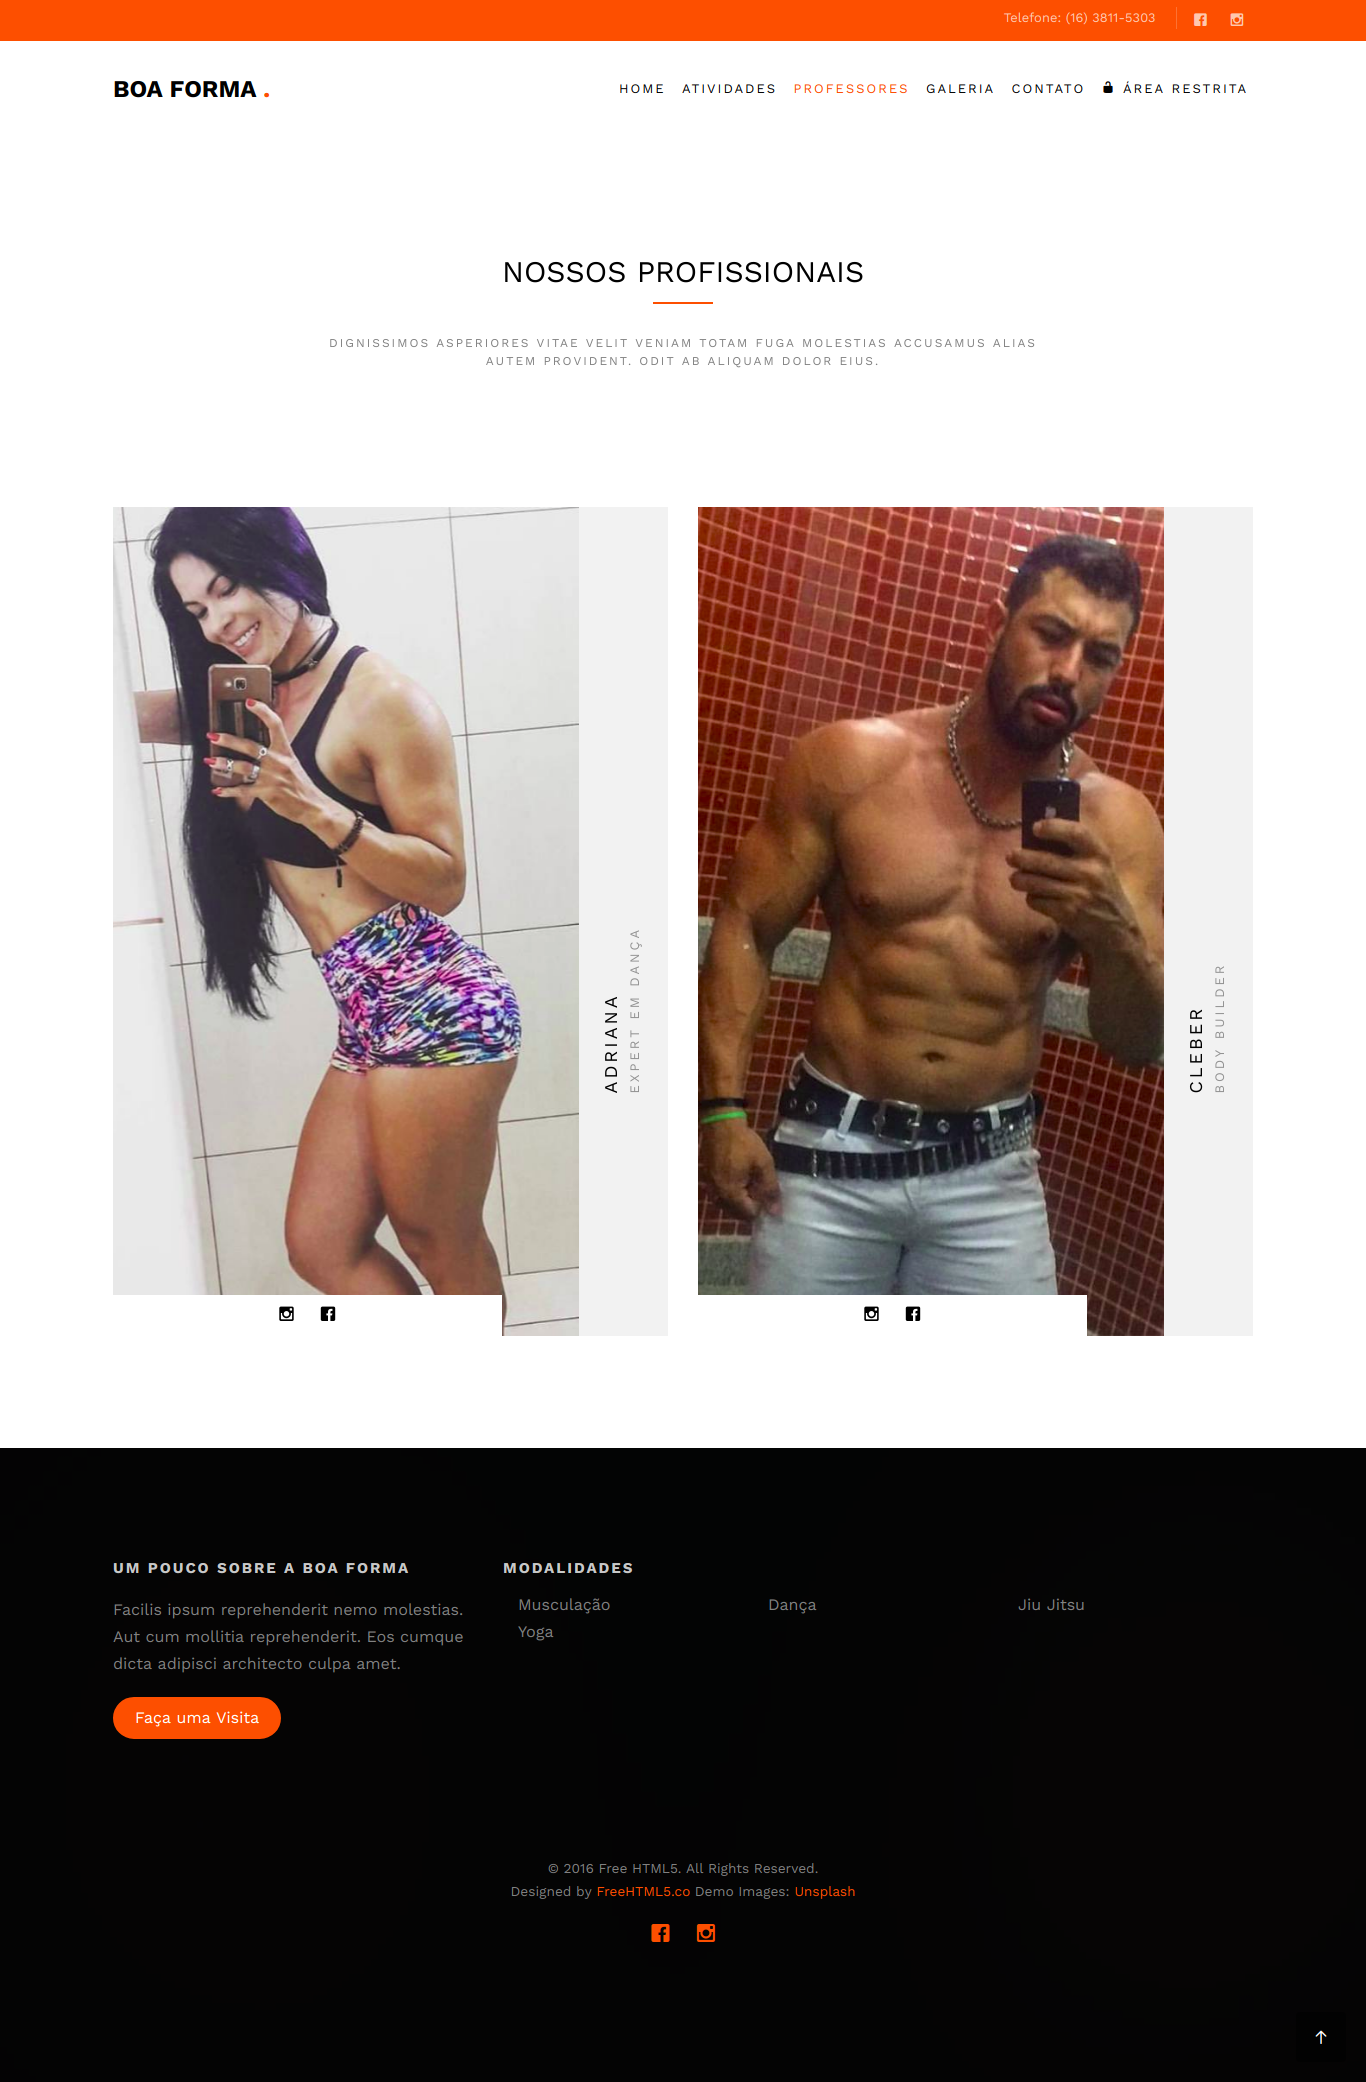 Telefone: (16) 3811-5303
BOA FORMA .
HOME ATIVIDADES PROFESSORES GALERIA CONTATO ÁREA RESTRITA
NOSSOS PROFISSIONAIS
DIGNISSIMOS ASPERIORES VITAE VELIT VENIAM TOTAM FUGA MOLESTIAS ACCUSAMUS ALIAS
AUTEM PROVIDENT. ODIT AB ALIQUAM DOLOR EIUS.
ADRIANA
EXPERT EM DANÇA
CLEBER
BODY BUILDER
UM POUCO SOBRE A BOA FORMA
Facilis ipsum reprehenderit nemo molestias.
Aut cum mollitia reprehenderit. Eos cumque
dicta adipisci architecto culpa amet.
Faça uma Visita
MODALIDADES
Musculação
Dança
Jiu Jitsu
Yoga
© 2016 Free HTML5. All Rights Reserved.
Designed by FreeHTML5.co Demo Images: Unsplash